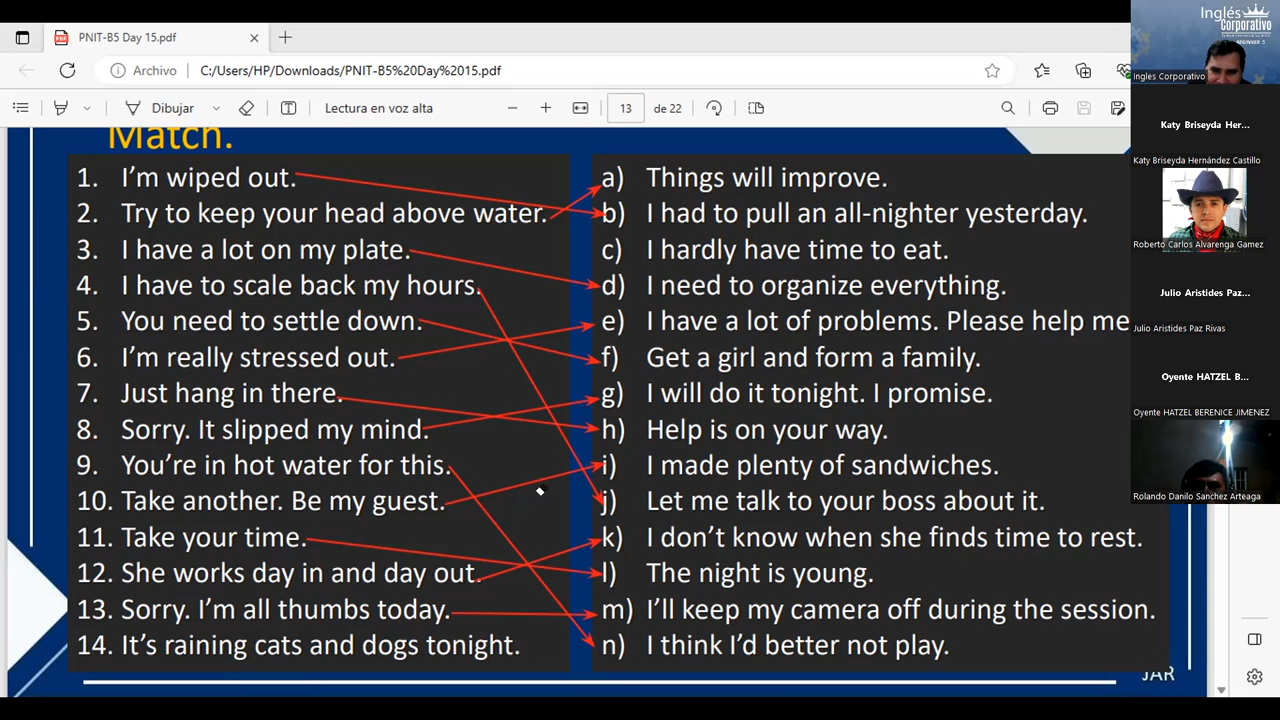 PNIT-B5 Day 15.pdf
Archivo
C:/Users/HP/Downloads/PNIT-B5%20Day%2015.pdf
Dibujar
Lectura en voz alta
13
de 22
Match.
1. I'm wiped out.
2. Try to keep your head above water.
3. I have a lot on my plate.
4. I have to scale back my hours.
5. You need to settle down.
6. I'm really stressed out.
7. Just hang in there.
8. Sorry. It slipped my mind.
9. You're in hot water for this.
10. Take another. Be my guest.
11. Take your time.
12. She works day in and day out.
13. Sorry. I'm all thumbs today.
14. It's raining cats and dogs tonight.
a) Things will improve.
b) I had to pull an all-nighter yesterday.
c) I hardly have time to eat.
d) I need to organize everything.
e) I have a lot of problems. Please help me
f) Get a girl and form a family.
g) I will do it tonight. I promise.
h) Help is on your way.
i) I made plenty of sandwiches.
j) Let me talk to your boss about it.
k) I don't know when she finds time to rest.
l) The night is young.
m) I'll keep my camera off during the session.
n) I think I'd better not play.
JAR
Inglés
Corporativo
BEGINNER 5
Ingles Corporativo
Katy Briseyda Her...
Katy Briseyda Hernández Castillo
Roberto Carlos Alvarenga Gamez
Julio Aristides Paz...
Julio Aristides Paz Rivas
Oyente HATZEL B...
Oyente HATZEL BERENICE JIMENEZ
Rolando Danilo Sanchez Arteaga